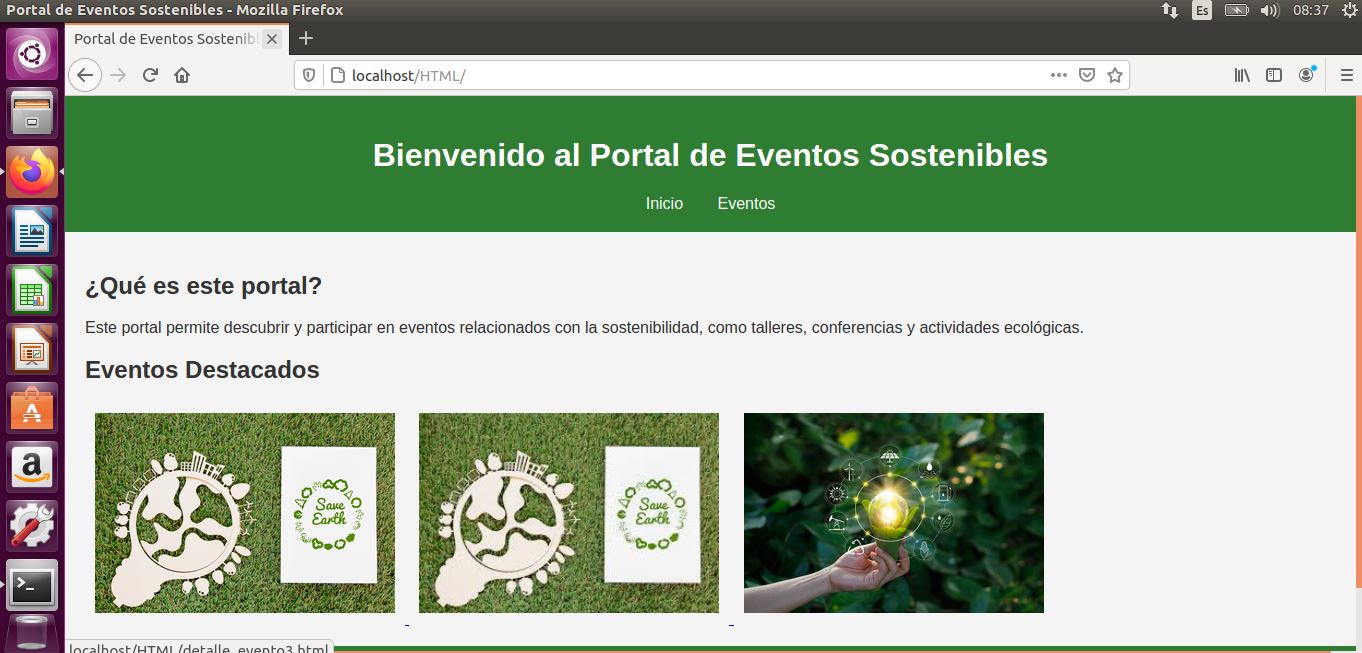 Portal de Eventos Sostenibles - Mozilla Firefox
Es
08:37
Portal de Eventos Sostenibl
localhost/HTML/
Bienvenido al Portal de Eventos Sostenibles
Inicio Eventos
¿Qué es este portal?
Este portal permite descubrir y participar en eventos relacionados con la sostenibilidad, como talleres, conferencias y actividades ecológicas.
Eventos Destacados
Save
Earth
Save
Earth
localhost/HTML/detalle_evento3.html